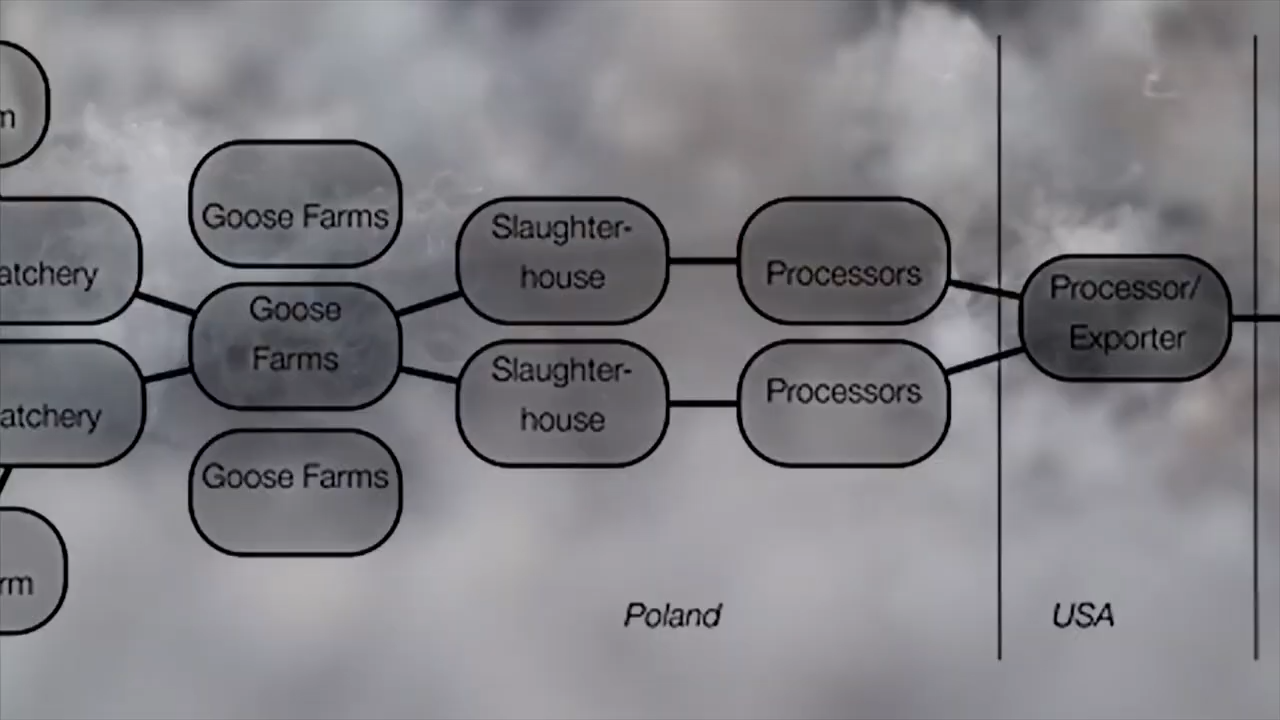 m
atchery
atchery
rm
Goose Farms
Goose
Farms
Goose Farms
Slaughter-
house
Slaughter-
house
Processors
Processors
Processor/
Exporter
Poland
USA